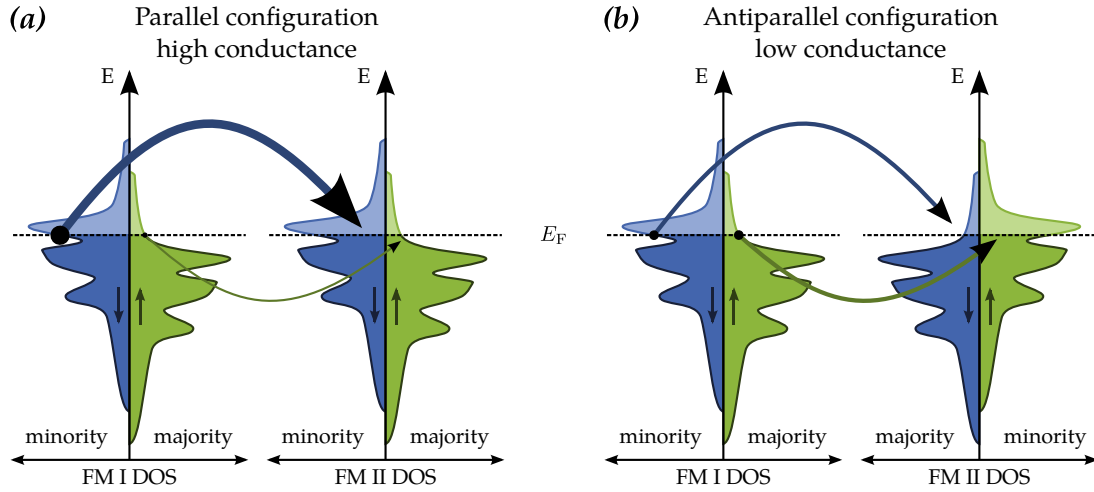 (a)
Parallel configuration
high conductance
E
E
minority
majority
minority
majority
FM I DOS
FM II DOS
E_F
(b)
Antiparallel configuration
low conductance
E
E
minority
majority
majority
minority
FM I DOS
FM II DOS